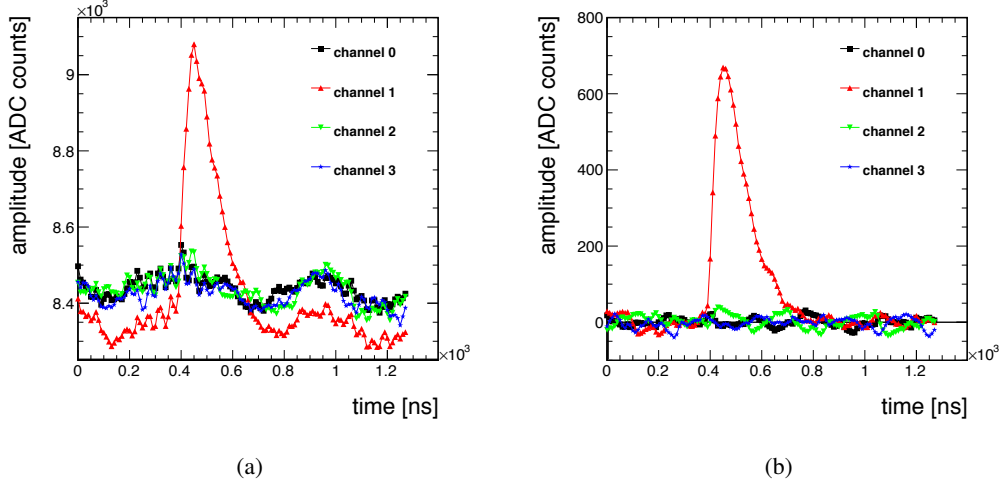 ×10³
9
8.8
8.6
8.4
0 0.2 0.4 0.6 0.8 1 1.2
×10³
amplitude [ADC counts]
time [ns]
channel 0
channel 1
channel 2
channel 3
(a)
800
600
400
200
0
0 0.2 0.4 0.6 0.8 1 1.2
×10³
amplitude [ADC counts]
time [ns]
channel 0
channel 1
channel 2
channel 3
(b)